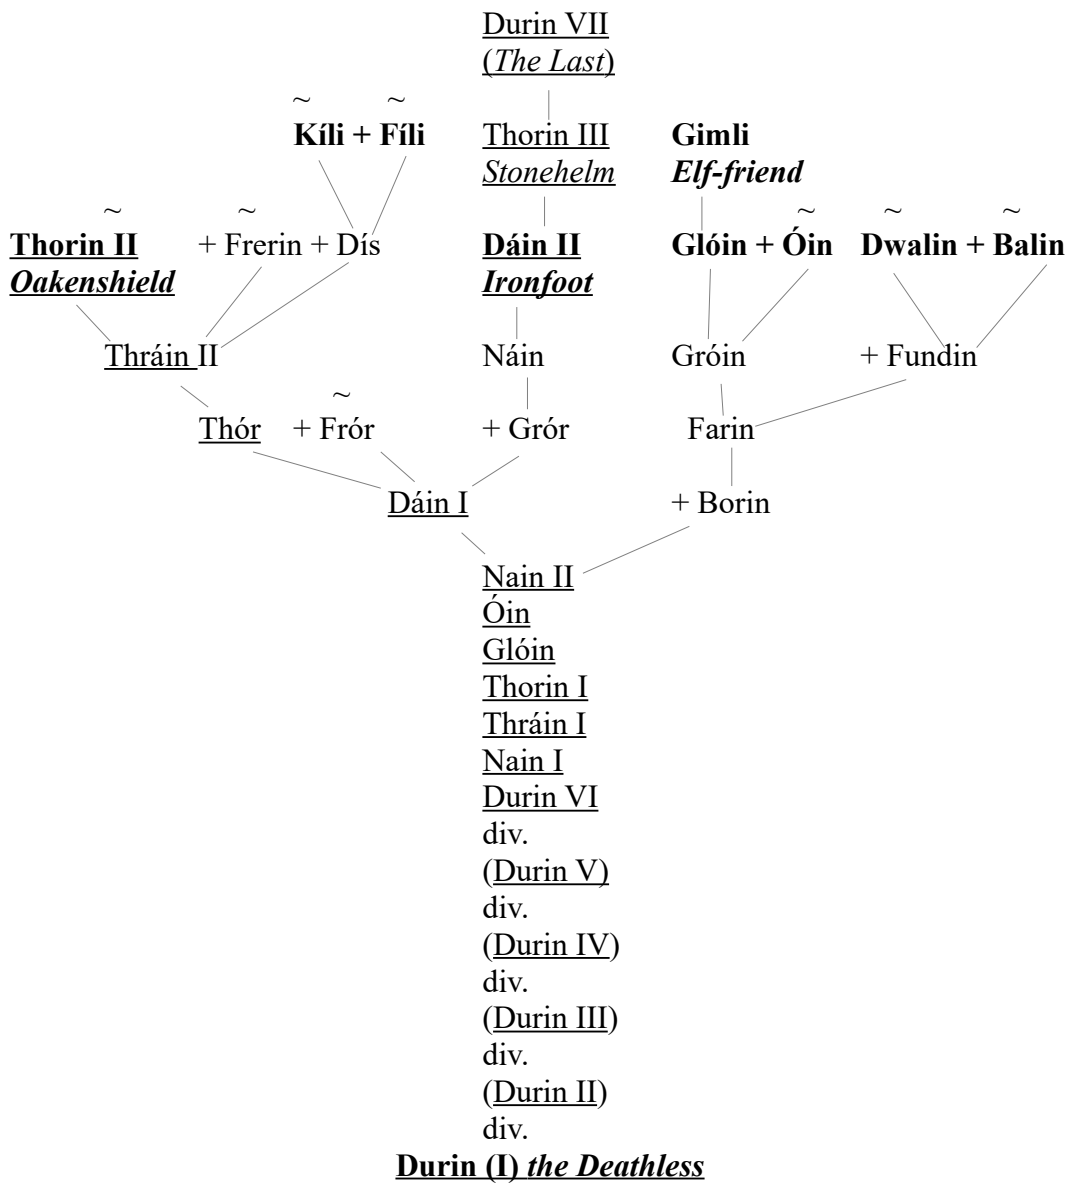 Durin VII
(The Last)
~ ~
Kíli + Fíli Thorin III Gimli
Stonehelm Elf-friend
~ ~ ~ ~ ~
Thorin II + Frerin + Dís Dáin II Glóin + Óin Dwalin + Balin
Oakenshield Ironfoot
Thráin II Náin Gróin + Fundin
~
Thór + Frór + Grór Farin
Dáin I + Borin
Nain II
Óin
Glóin
Thorin I
Thráin I
Nain I
Durin VI
div.
(Durin V)
div.
(Durin IV)
div.
(Durin III)
div.
(Durin II)
div.
Durin (I) the Deathless